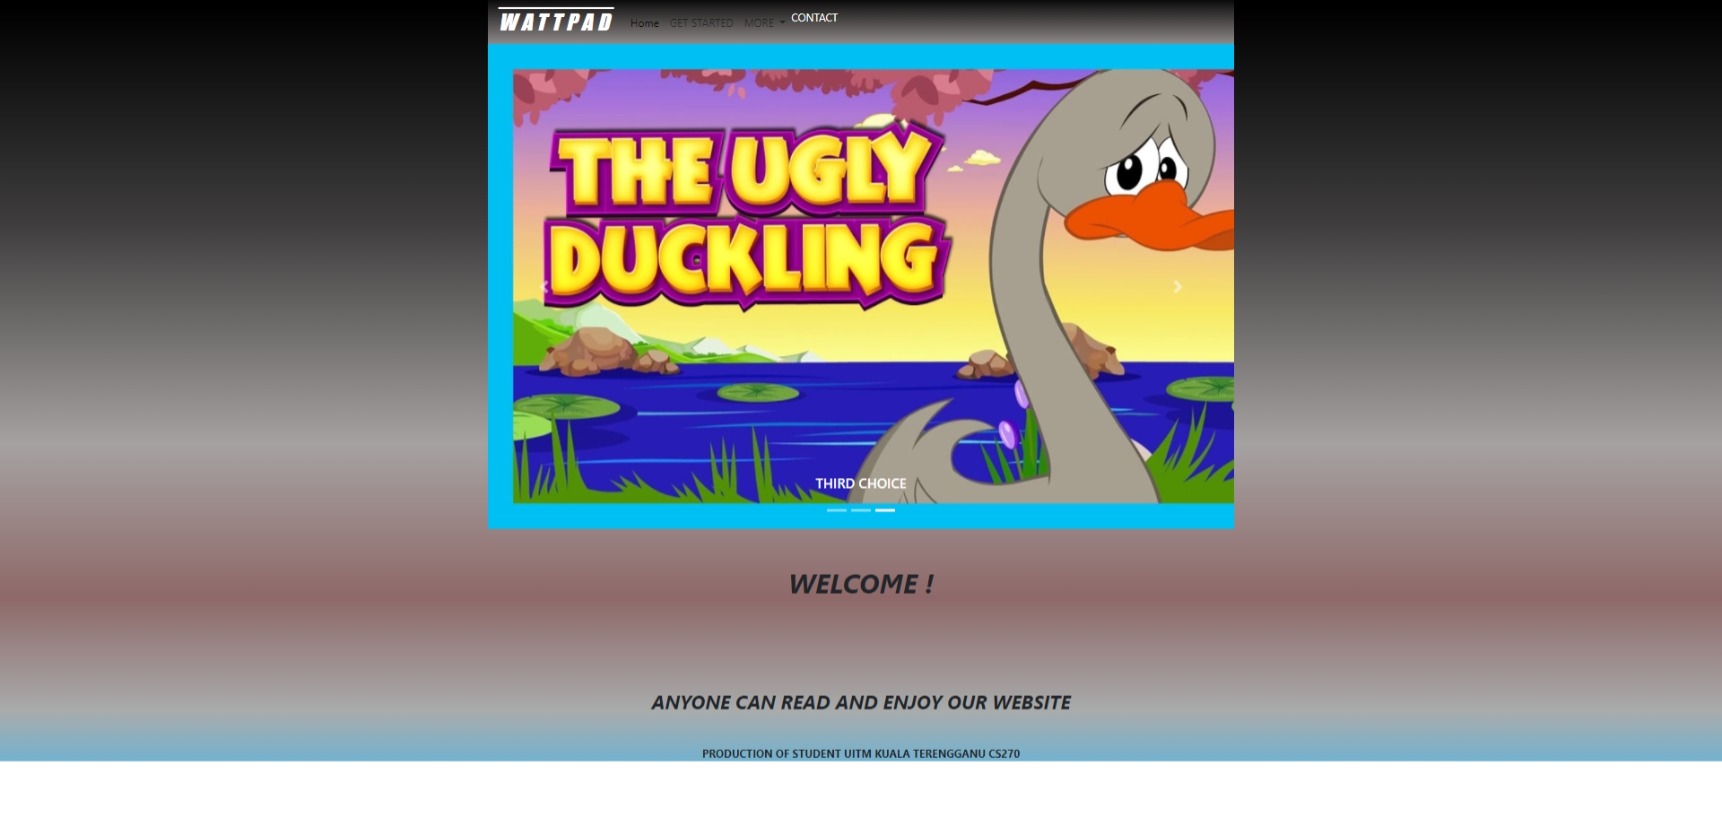 WATTPAD
Home GET STARTED MORE CONTACT
THE UGLY
DUCKLING
THIRD CHOICE
WELCOME !
ANYONE CAN READ AND ENJOY OUR WEBSITE
PRODUCTION OF STUDENT UITM KUALA TERENGGANU CS270